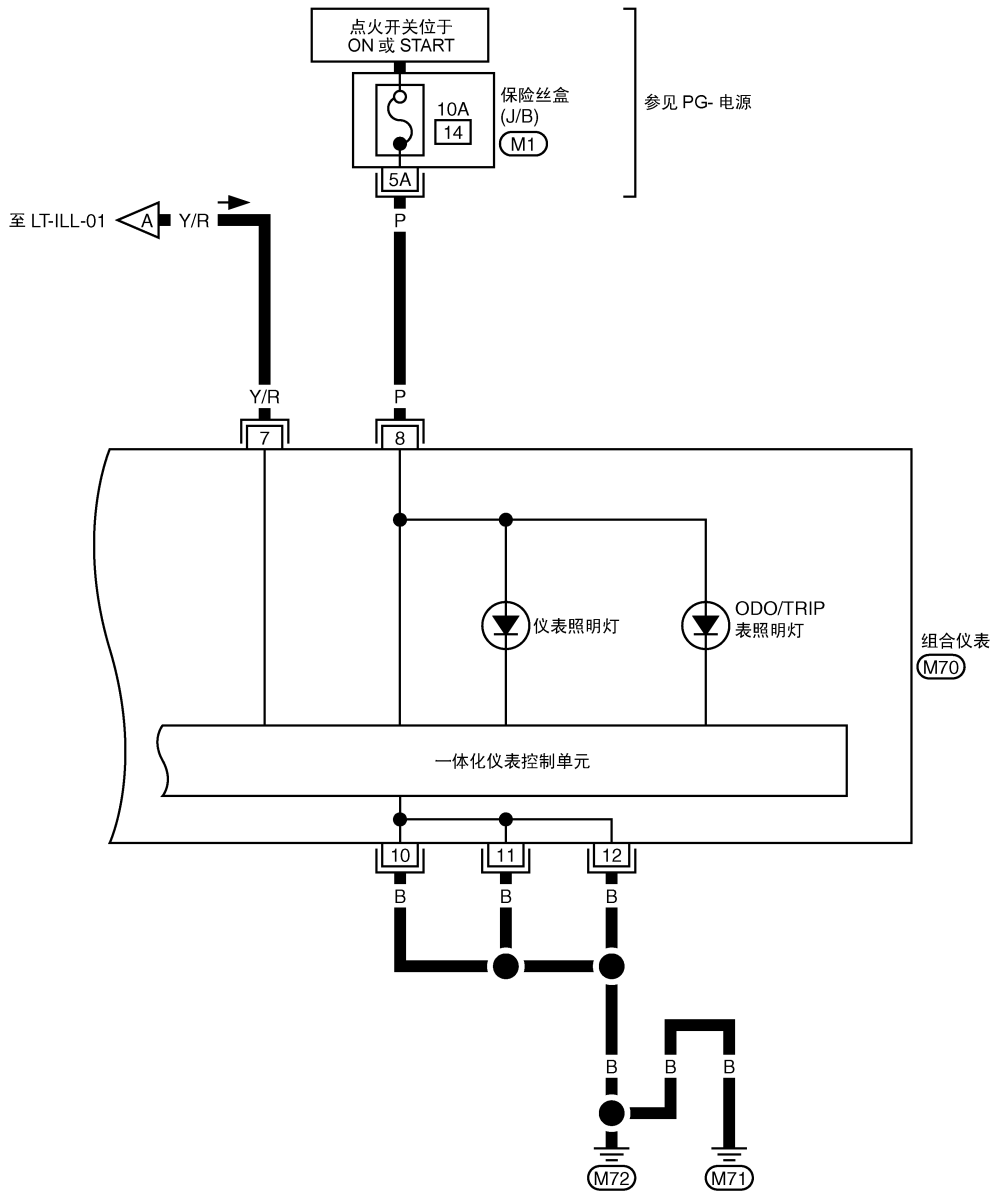 点火开关位于
ON 或 START
保险丝盒
(J/B)
M1
10A
14
5A
参见 PG- 电源
至 LT-ILL-01
A
Y/R
P
Y/R
P
7
8
仪表照明灯
ODO/TRIP
表照明灯
组合仪表
M70
一体化仪表控制单元
10
11
12
B
B
B
B
B
B
M72
M71